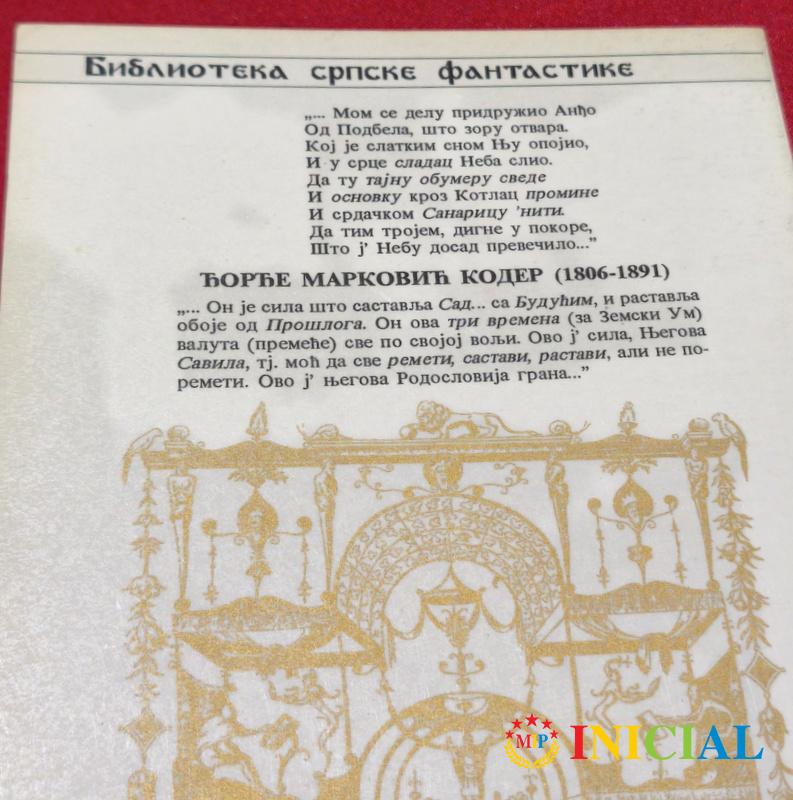 Библиотека српске фантастике
„... Мом се делу придружио Анђо
Од Подбела, што зору отвара.
Кој је слатким сном Њу опојио,
И у срце сладац Неба слио.
Да ту тајну обумеру сведе
И основку кроз Котлац промине
И срдачком Санарицу 'нити.
Да тим тројем, дигне у покоре,
Што ј' Небу досад превечило...”
ЂОРЂЕ МАРКОВИЋ КОДЕР (1806-1891)
„... Он је сила што саставља Сад... са Будућим, и раставља
обоје од Прошлога. Он ова три времена (за Земски Ум)
валута (премеће) све по својој вољи. Ово ј' сила, Његова
Савила, тј. моћ да све ремети, састави, растави, али не по-
ремети. Ово ј' његова Родословија грана...”
МП INICIAL